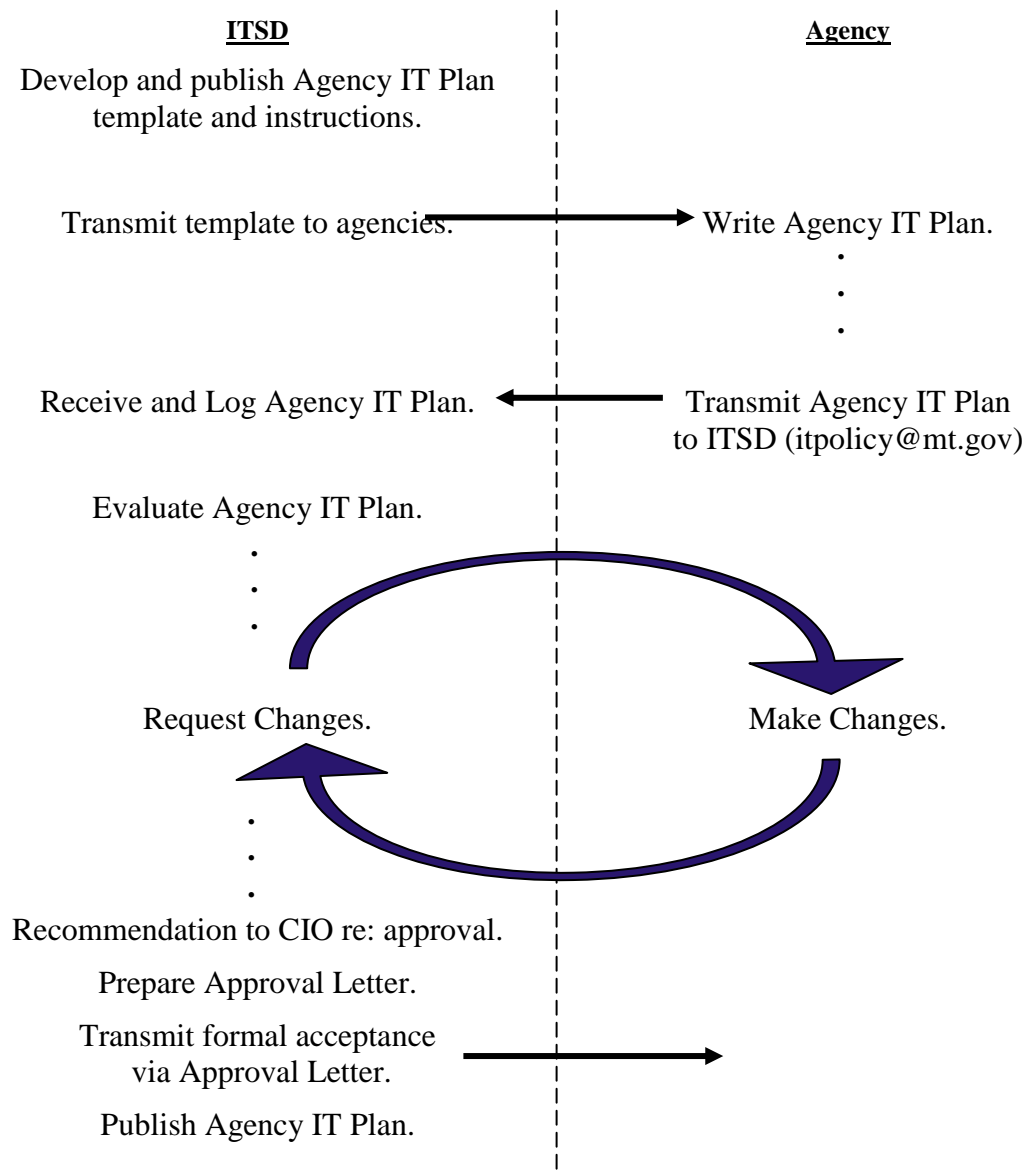 ITSD
Agency
Develop and publish Agency IT Plan
template and instructions.
Transmit template to agencies.
Write Agency IT Plan.
Receive and Log Agency IT Plan.
Transmit Agency IT Plan
to ITSD (itpolicy@mt.gov)
Evaluate Agency IT Plan.
Request Changes.
Make Changes.
Recommendation to CIO re: approval.
Prepare Approval Letter.
Transmit formal acceptance
via Approval Letter.
Publish Agency IT Plan.